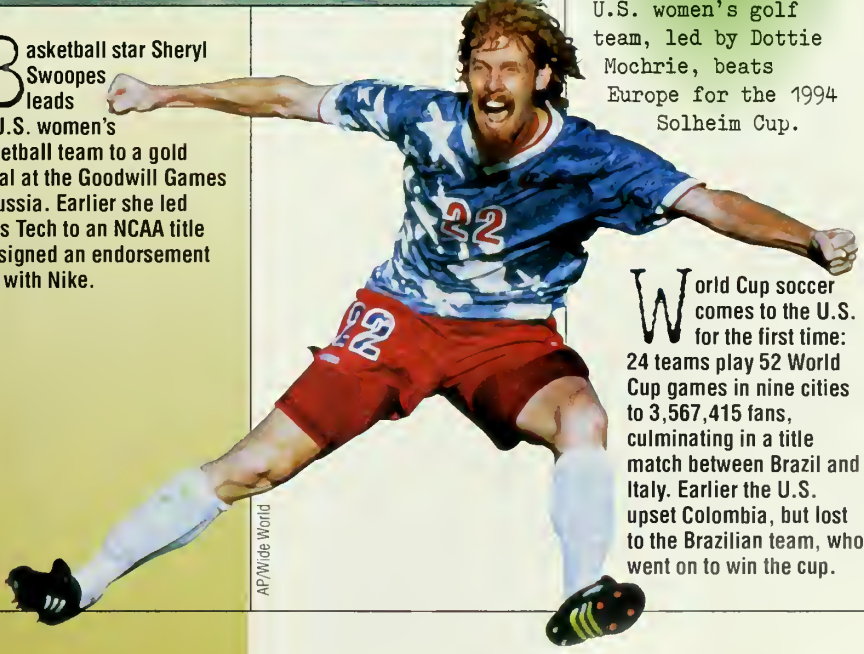 Basketball star Sheryl
Swoopes
leads
U.S. women's
etball team to a gold
al at the Goodwill Games
ussia. Earlier she led
s Tech to an NCAA title
signed an endorsement
with Nike.
U.S. women's golf
team, led by Dottie
Mochrie, beats
Europe for the 1994
Solheim Cup.
22
22
World Cup soccer
comes to the U.S.
for the first time:
24 teams play 52 World
Cup games in nine cities
to 3,567,415 fans,
culminating in a title
match between Brazil and
Italy. Earlier the U.S.
upset Colombia, but lost
to the Brazilian team, who
went on to win the cup.
AP/Wide World